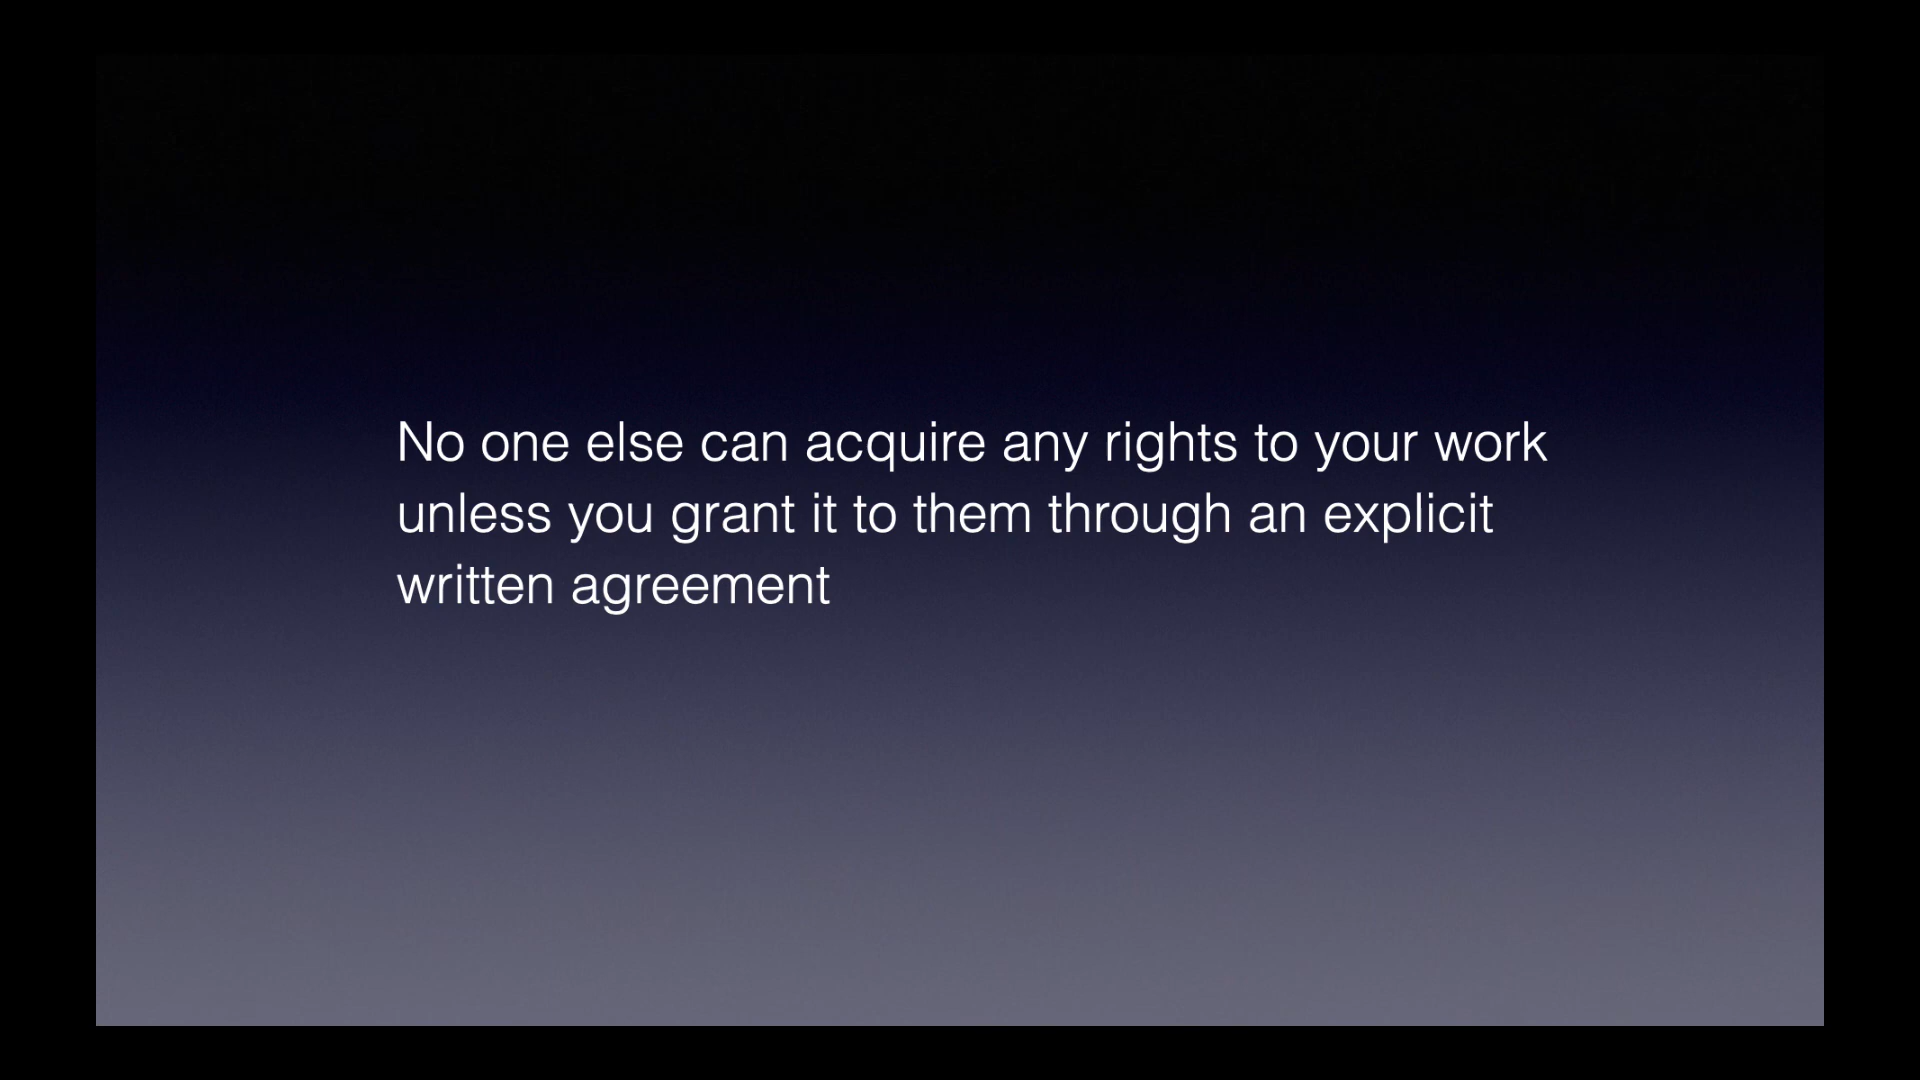 No one else can acquire any rights to your work
unless you grant it to them through an explicit
written agreement